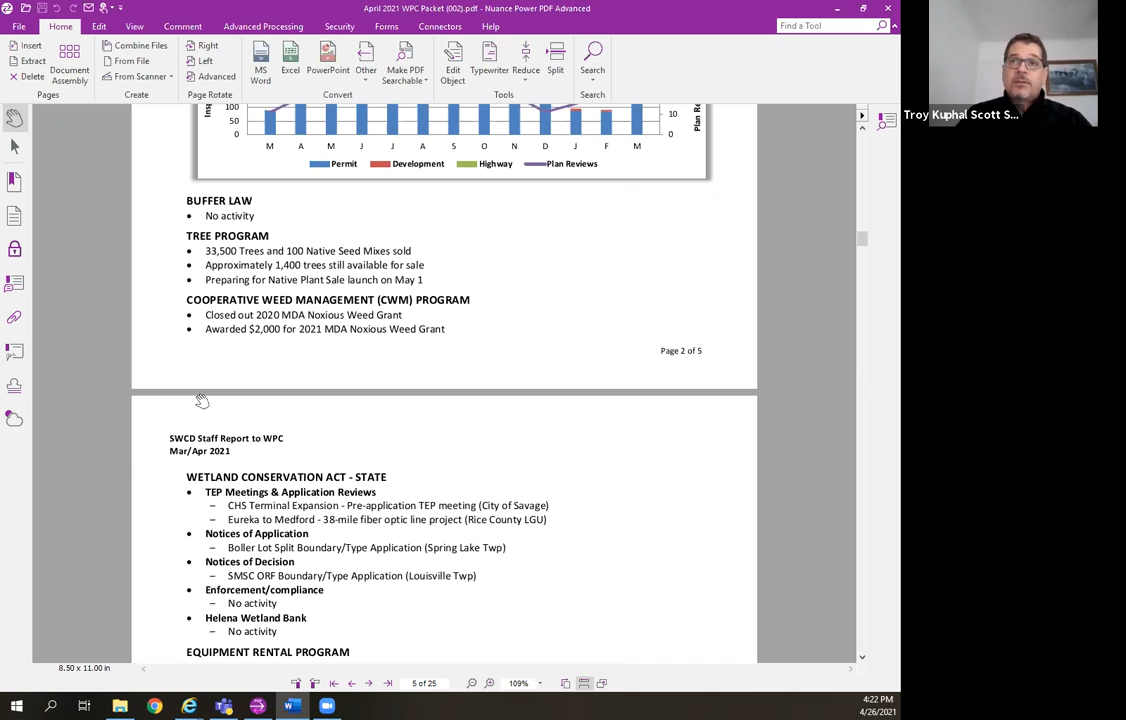 April 2021 WPC Packet (002).pdf - Nuance Power PDF Advanced
File Home Edit View Comment Advanced Processing Security Forms Connectors Help Find a Tool
Insert
Extract
Delete
Document
Assembly
Pages
Combine Files
From File
From Scanner
Create
Right
Left
Advanced
Page Rotate
MS
Word
Excel
PowerPoint
Other
Make PDF
Searchable
Convert
Edit
Object
Typewriter
Reduce
Split
Tools
Search
Search
Troy Kuphal Scott S...
100
50
0
10
0
M A M J J A S O N D J F M
Permit Development Highway Plan Reviews
BUFFER LAW
• No activity
TREE PROGRAM
• 33,500 Trees and 100 Native Seed Mixes sold
• Approximately 1,400 trees still available for sale
• Preparing for Native Plant Sale launch on May 1
COOPERATIVE WEED MANAGEMENT (CWM) PROGRAM
• Closed out 2020 MDA Noxious Weed Grant
• Awarded $2,000 for 2021 MDA Noxious Weed Grant
Page 2 of 5
SWCD Staff Report to WPC
Mar/Apr 2021
WETLAND CONSERVATION ACT - STATE
• TEP Meetings & Application Reviews
– CHS Terminal Expansion - Pre-application TEP meeting (City of Savage)
– Eureka to Medford - 38-mile fiber optic line project (Rice County LGU)
• Notices of Application
– Boller Lot Split Boundary/Type Application (Spring Lake Twp)
• Notices of Decision
– SMSC ORF Boundary/Type Application (Louisville Twp)
• Enforcement/compliance
– No activity
• Helena Wetland Bank
– No activity
EQUIPMENT RENTAL PROGRAM
8.50 x 11.00 in
5 of 25
109%
4:22 PM
4/26/2021